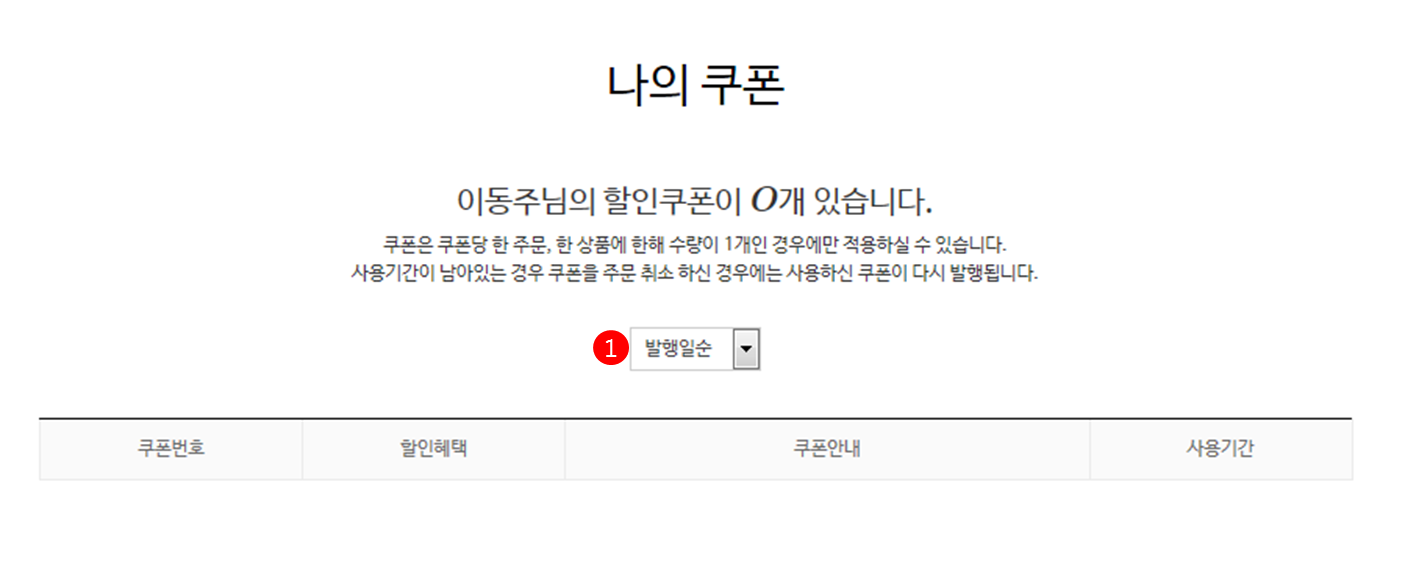 나의 쿠폰
이동주님의 할인쿠폰이 0개 있습니다.
쿠폰은 쿠폰당 한 주문, 한 상품에 한해 수량이 1개인 경우에만 적용하실 수 있습니다.
사용기간이 남아있는 경우 쿠폰을 주문 취소 하신 경우에는 사용하신 쿠폰이 다시 발행됩니다.
1 발행일순
쿠폰번호 할인혜택 쿠폰안내 사용기간